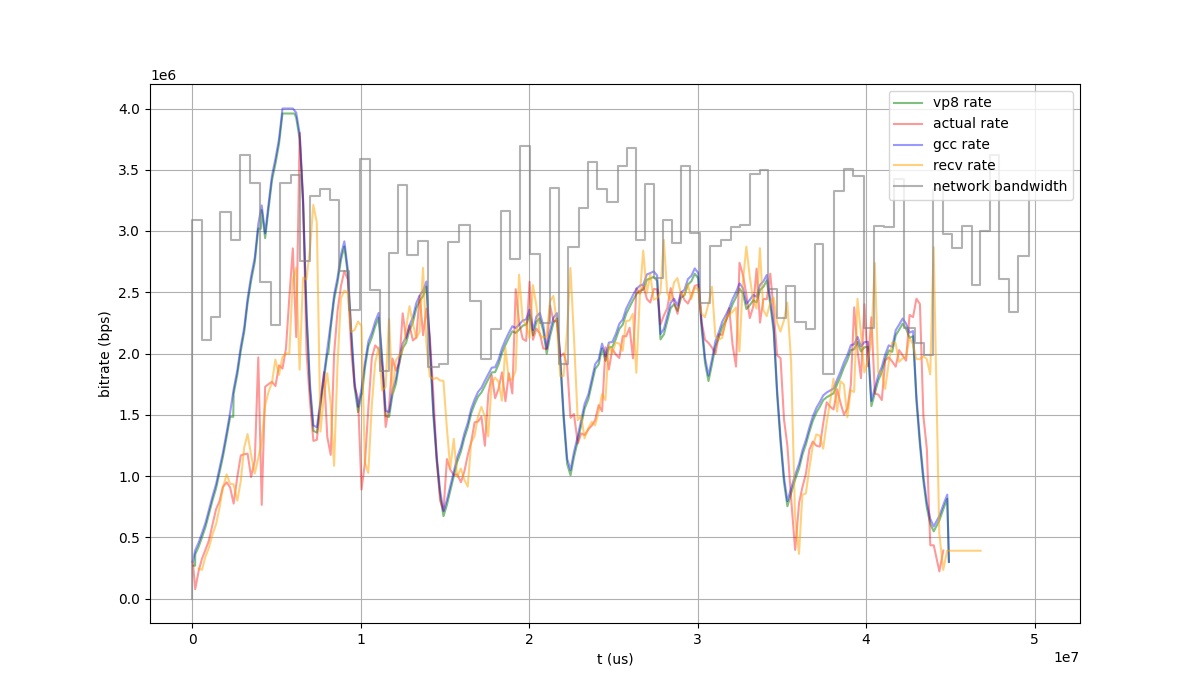 1e6
4.0
3.5
3.0
2.5
2.0
1.5
1.0
0.5
0.0
bitrate (bps)
vp8 rate
actual rate
gcc rate
recv rate
network bandwidth
0 1 2 3 4 5
t (us)
1e7